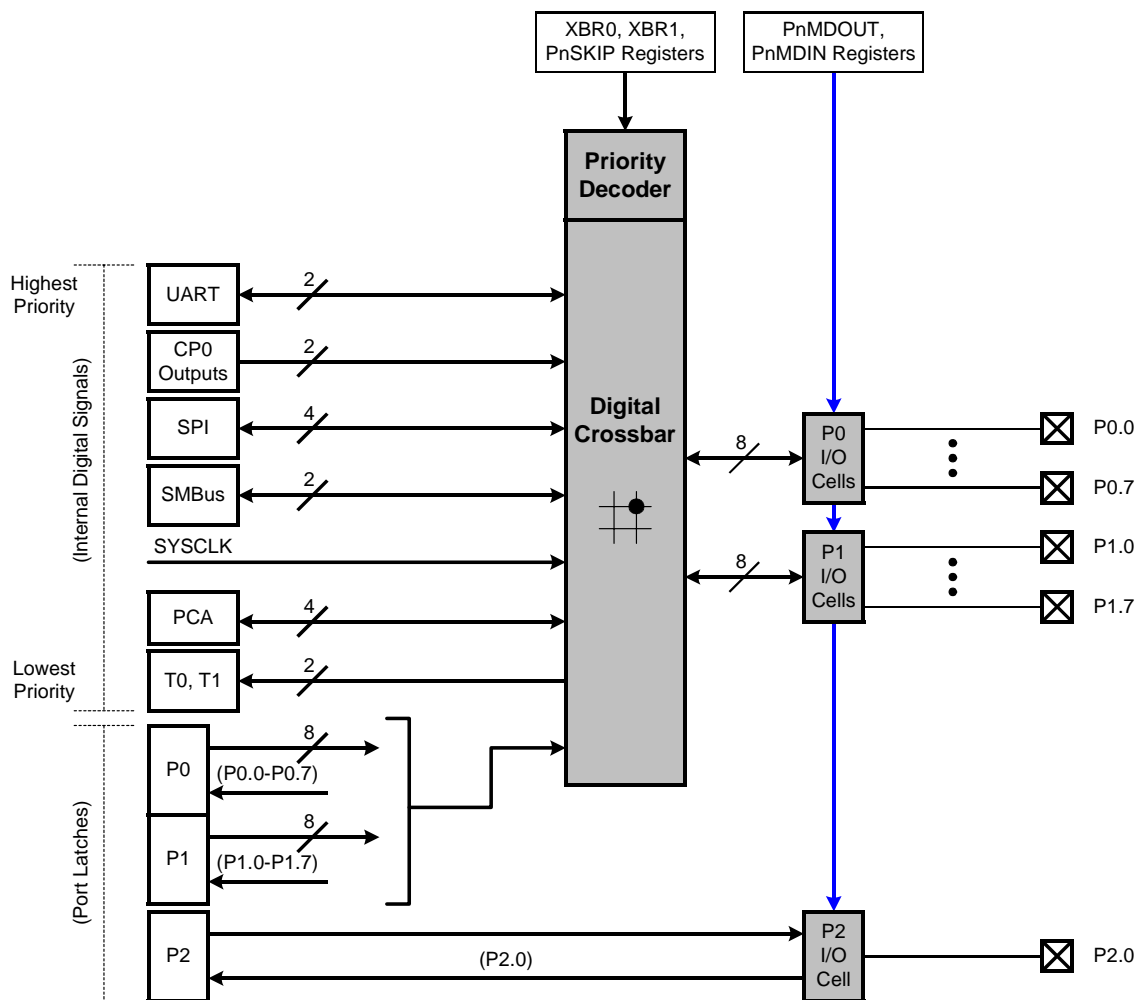 XBR0, XBR1,
PnSKIP Registers
PnMDOUT,
PnMDIN Registers
Priority
Decoder
Highest
Priority
(Internal Digital Signals)
UART
2
CP0
Outputs
2
SPI
4
SMBus
2
SYSCLK
PCA
4
Lowest
Priority
T0, T1
2
Digital
Crossbar
8
P0
I/O
Cells
P0.0
P0.7
8
P1
I/O
Cells
P1.0
P1.7
(Port Latches)
P0
8
(P0.0-P0.7)
P1
8
(P1.0-P1.7)
P2
(P2.0)
P2
I/O
Cell
P2.0